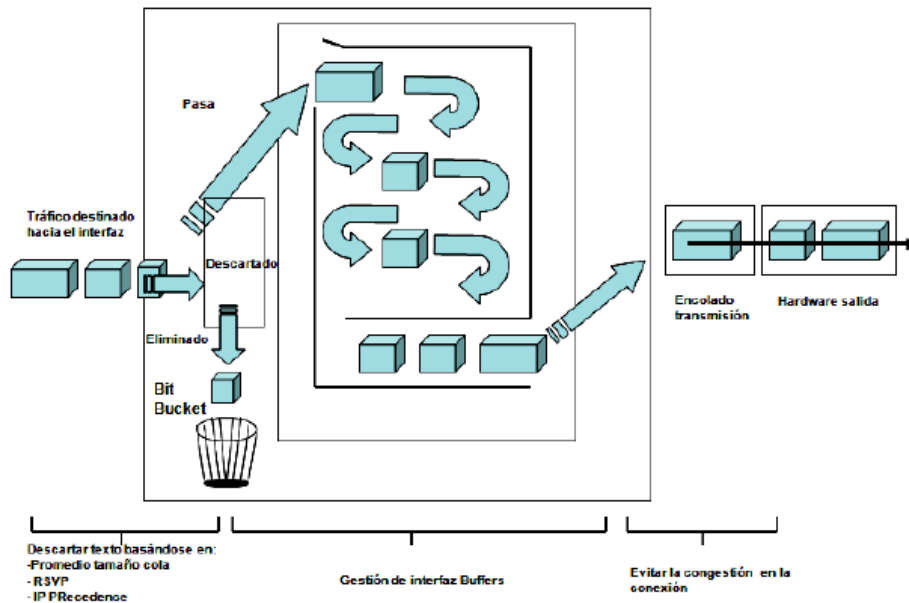 Pasa
Tráfico destinado
hacia el interfaz
Descartado
Eliminado
Bit
Bucket
Encolado
transmisión
Hardware salida
Descartar texto basándose en:
-Promedio tamaño cola
- RSVP
- IP PRecedence
Gestión de interfaz Buffers
Evitar la congestión en la
conexión